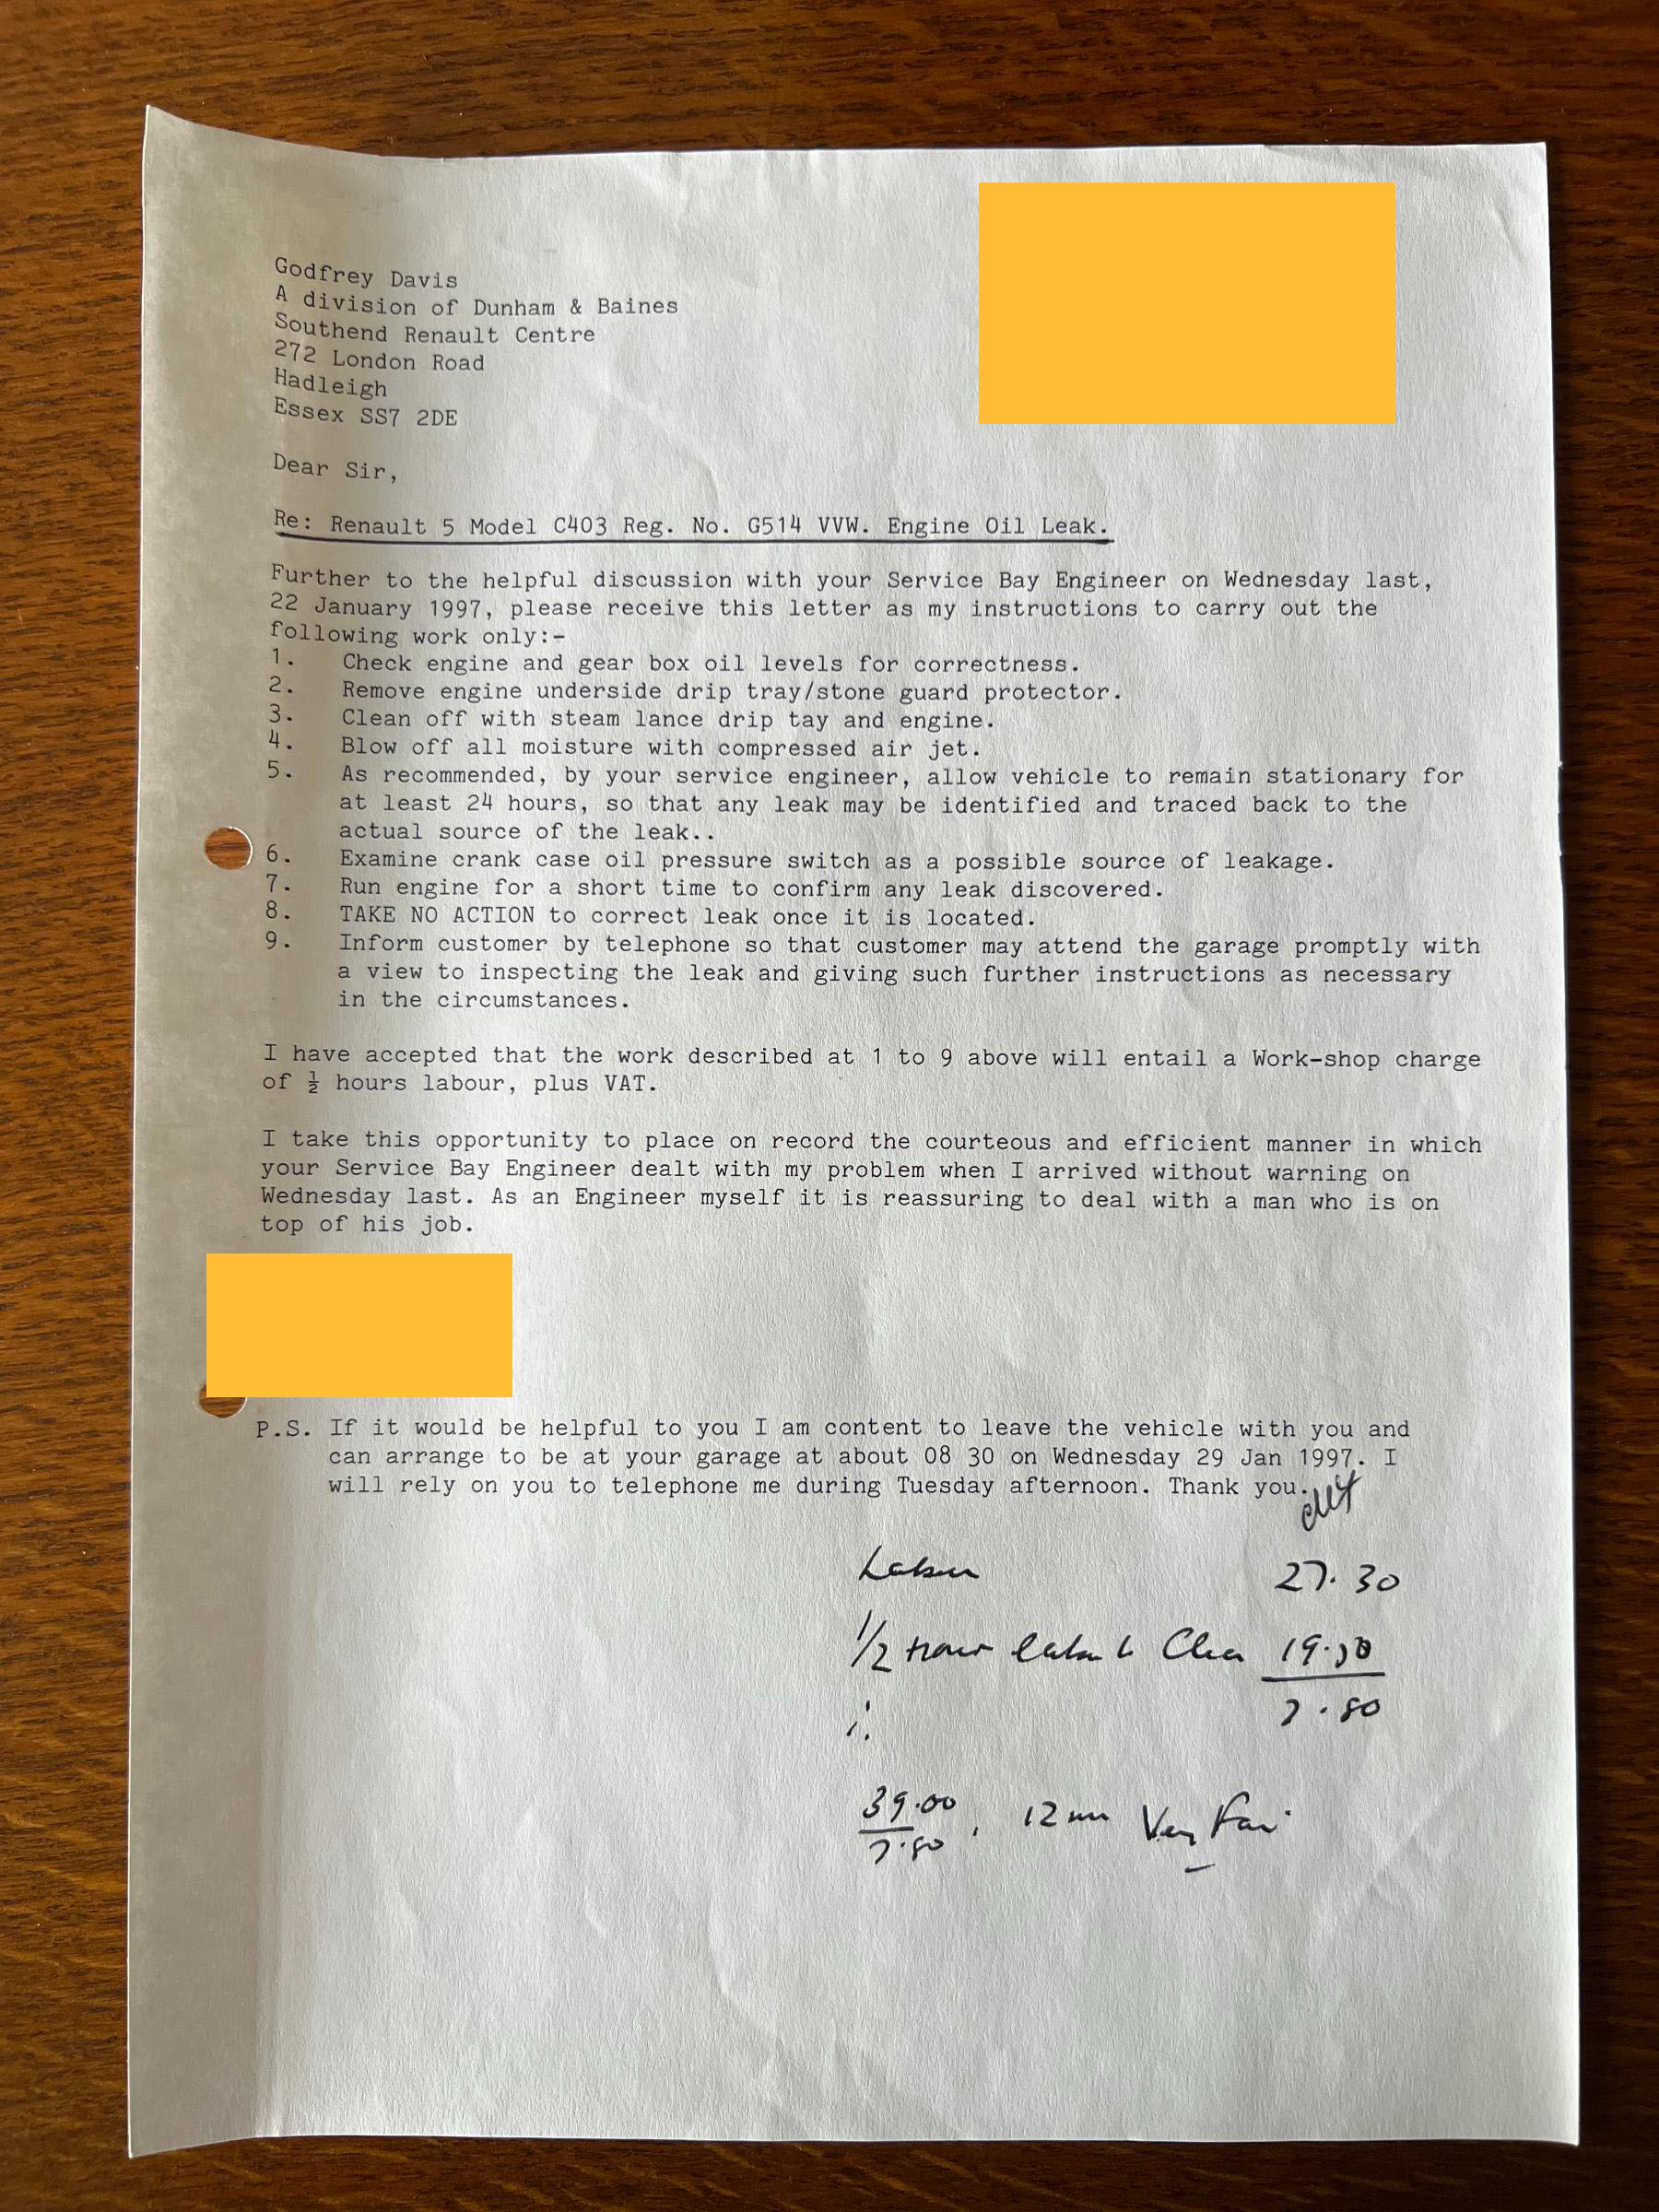 Godfrey Davis
A division of Dunham & Baines
Southend Renault Centre
272 London Road
Hadleigh
Essex SS7 2DE
Dear Sir,
Re: Renault 5 Model C403 Reg. No. G514 VVW. Engine Oil Leak.
Further to the helpful discussion with your Service Bay Engineer on Wednesday last,
22 January 1997, please receive this letter as my instructions to carry out the
following work only:-
1. Check engine and gear box oil levels for correctness.
2. Remove engine underside drip tray/stone guard protector.
3. Clean off with steam lance drip tay and engine.
4. Blow off all moisture with compressed air jet.
5. As recommended, by your service engineer, allow vehicle to remain stationary for
at least 24 hours, so that any leak may be identified and traced back to the
actual source of the leak..
6. Examine crank case oil pressure switch as a possible source of leakage.
7. Run engine for a short time to confirm any leak discovered.
8. TAKE NO ACTION to correct leak once it is located.
9. Inform customer by telephone so that customer may attend the garage promptly with
a view to inspecting the leak and giving such further instructions as necessary
in the circumstances.
I have accepted that the work described at 1 to 9 above will entail a Work-shop charge
of ½ hours labour, plus VAT.
I take this opportunity to place on record the courteous and efficient manner in which
your Service Bay Engineer dealt with my problem when I arrived without warning on
Wednesday last. As an Engineer myself it is reassuring to deal with a man who is on
top of his job.
P.S. If it would be helpful to you I am content to leave the vehicle with you and
can arrange to be at your garage at about 08 30 on Wednesday 29 Jan 1997. I
will rely on you to telephone me during Tuesday afternoon. Thank you.
Labour 27.30
1/2 hour labour to Clean 19.50
∴ 7.80
39.00
7.80 , 12 min Very Fair